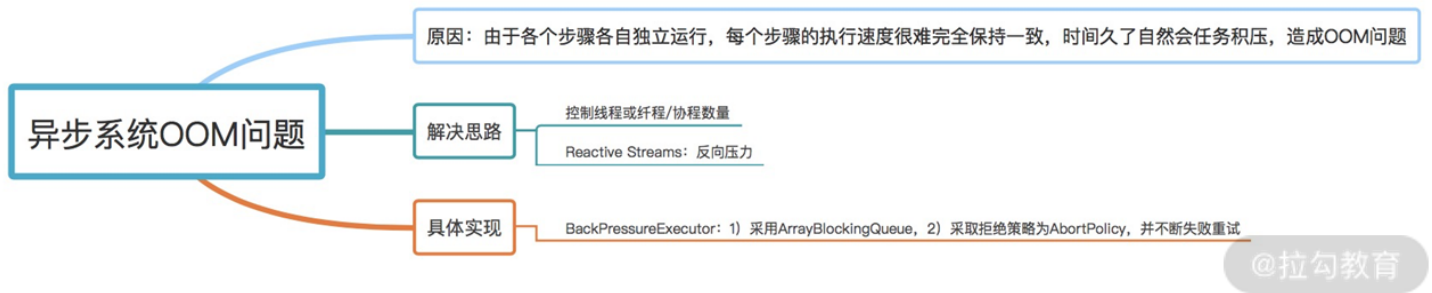 异步系统OOM问题
原因：由于各个步骤各自独立运行，每个步骤的执行速度很难完全保持一致，时间久了自然会任务积压，造成OOM问题
解决思路
控制线程或纤程/协程数量
Reactive Streams：反向压力
具体实现
BackPressureExecutor：1）采用ArrayBlockingQueue，2）采取拒绝策略为AbortPolicy，并不断失败重试
@拉勾教育